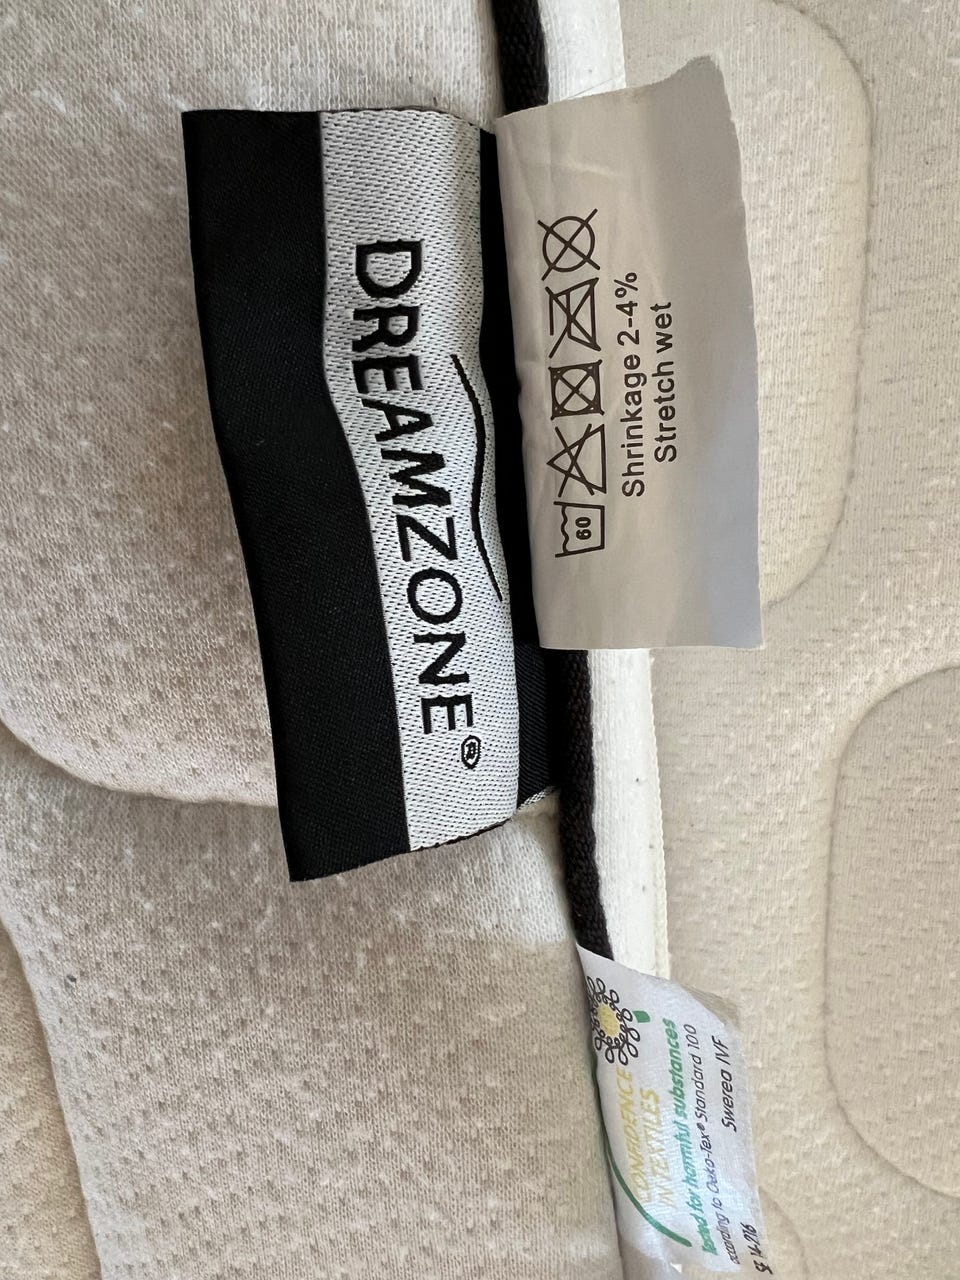 DREAMZONE®
60
Shrinkage 2-4%
Stretch wet
CONFIDENCE
IN TEXTILES
Tested for harmful substances
according to Oeko-Tex® Standard 100
Swerea IVF